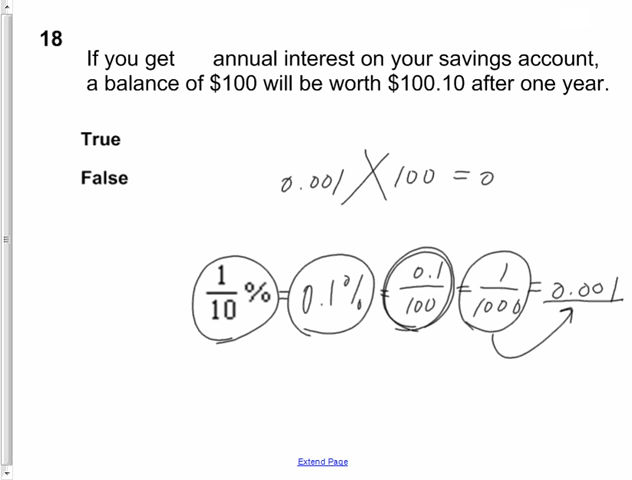 18
If you get annual interest on your savings account,
a balance of $100 will be worth $100.10 after one year.
True
False
0.001 X 100 = 0
1/10 % = 0.1% = 0.1/100 = 1/1000 = 0.001
Extend Page